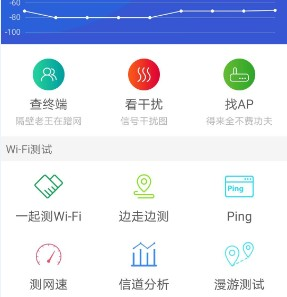 -60
-80
-100
查终端 看干扰 找AP
隔壁老王在蹭网 信号干扰图 得来全不费功夫
Wi-Fi测试
Ping
一起测Wi-Fi 边走边测 Ping
测网速 信道分析 漫游测试